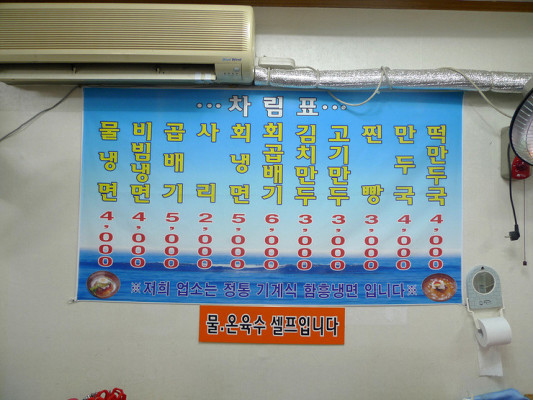 ···차림표···
물냉면 4,000
비빔냉면 4,000
곱배기 5,000
사리 2,000
회냉면 5,000
회곱배기 6,000
김치만두 3,000
고기만두 3,000
찐빵 3,000
만두국 4,000
떡만두국 4,000
※저희 업소는 정통 기계식 함흥냉면 입니다※
물.온육수 셀프입니다